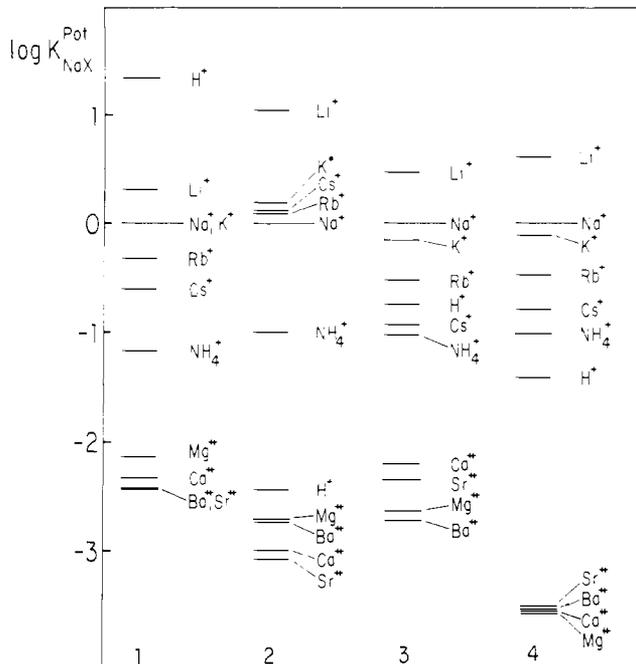 log K Pot NaX
1
0
-1
-2
-3
H⁺
Li⁺
Na⁺, K⁺
Rb⁺
Cs⁺
NH₄⁺
Mg⁺⁺
Ca⁺⁺
Ba⁺⁺, Sr⁺⁺
1
Li⁺
K⁺
Cs⁺
Rb⁺
Na⁺
NH₄⁺
H⁺
Mg⁺⁺
Ba⁺⁺
Ca⁺⁺
Sr⁺⁺
2
Li⁺
Na⁺
K⁺
Rb⁺
H⁺
Cs⁺
NH₄⁺
Ca⁺⁺
Sr⁺⁺
Mg⁺⁺
Ba⁺⁺
3
Li⁺
Na⁺
K⁺
Rb⁺
Cs⁺
NH₄⁺
H⁺
Sr⁺⁺
Ba⁺⁺
Ca⁺⁺
Mg⁺⁺
4